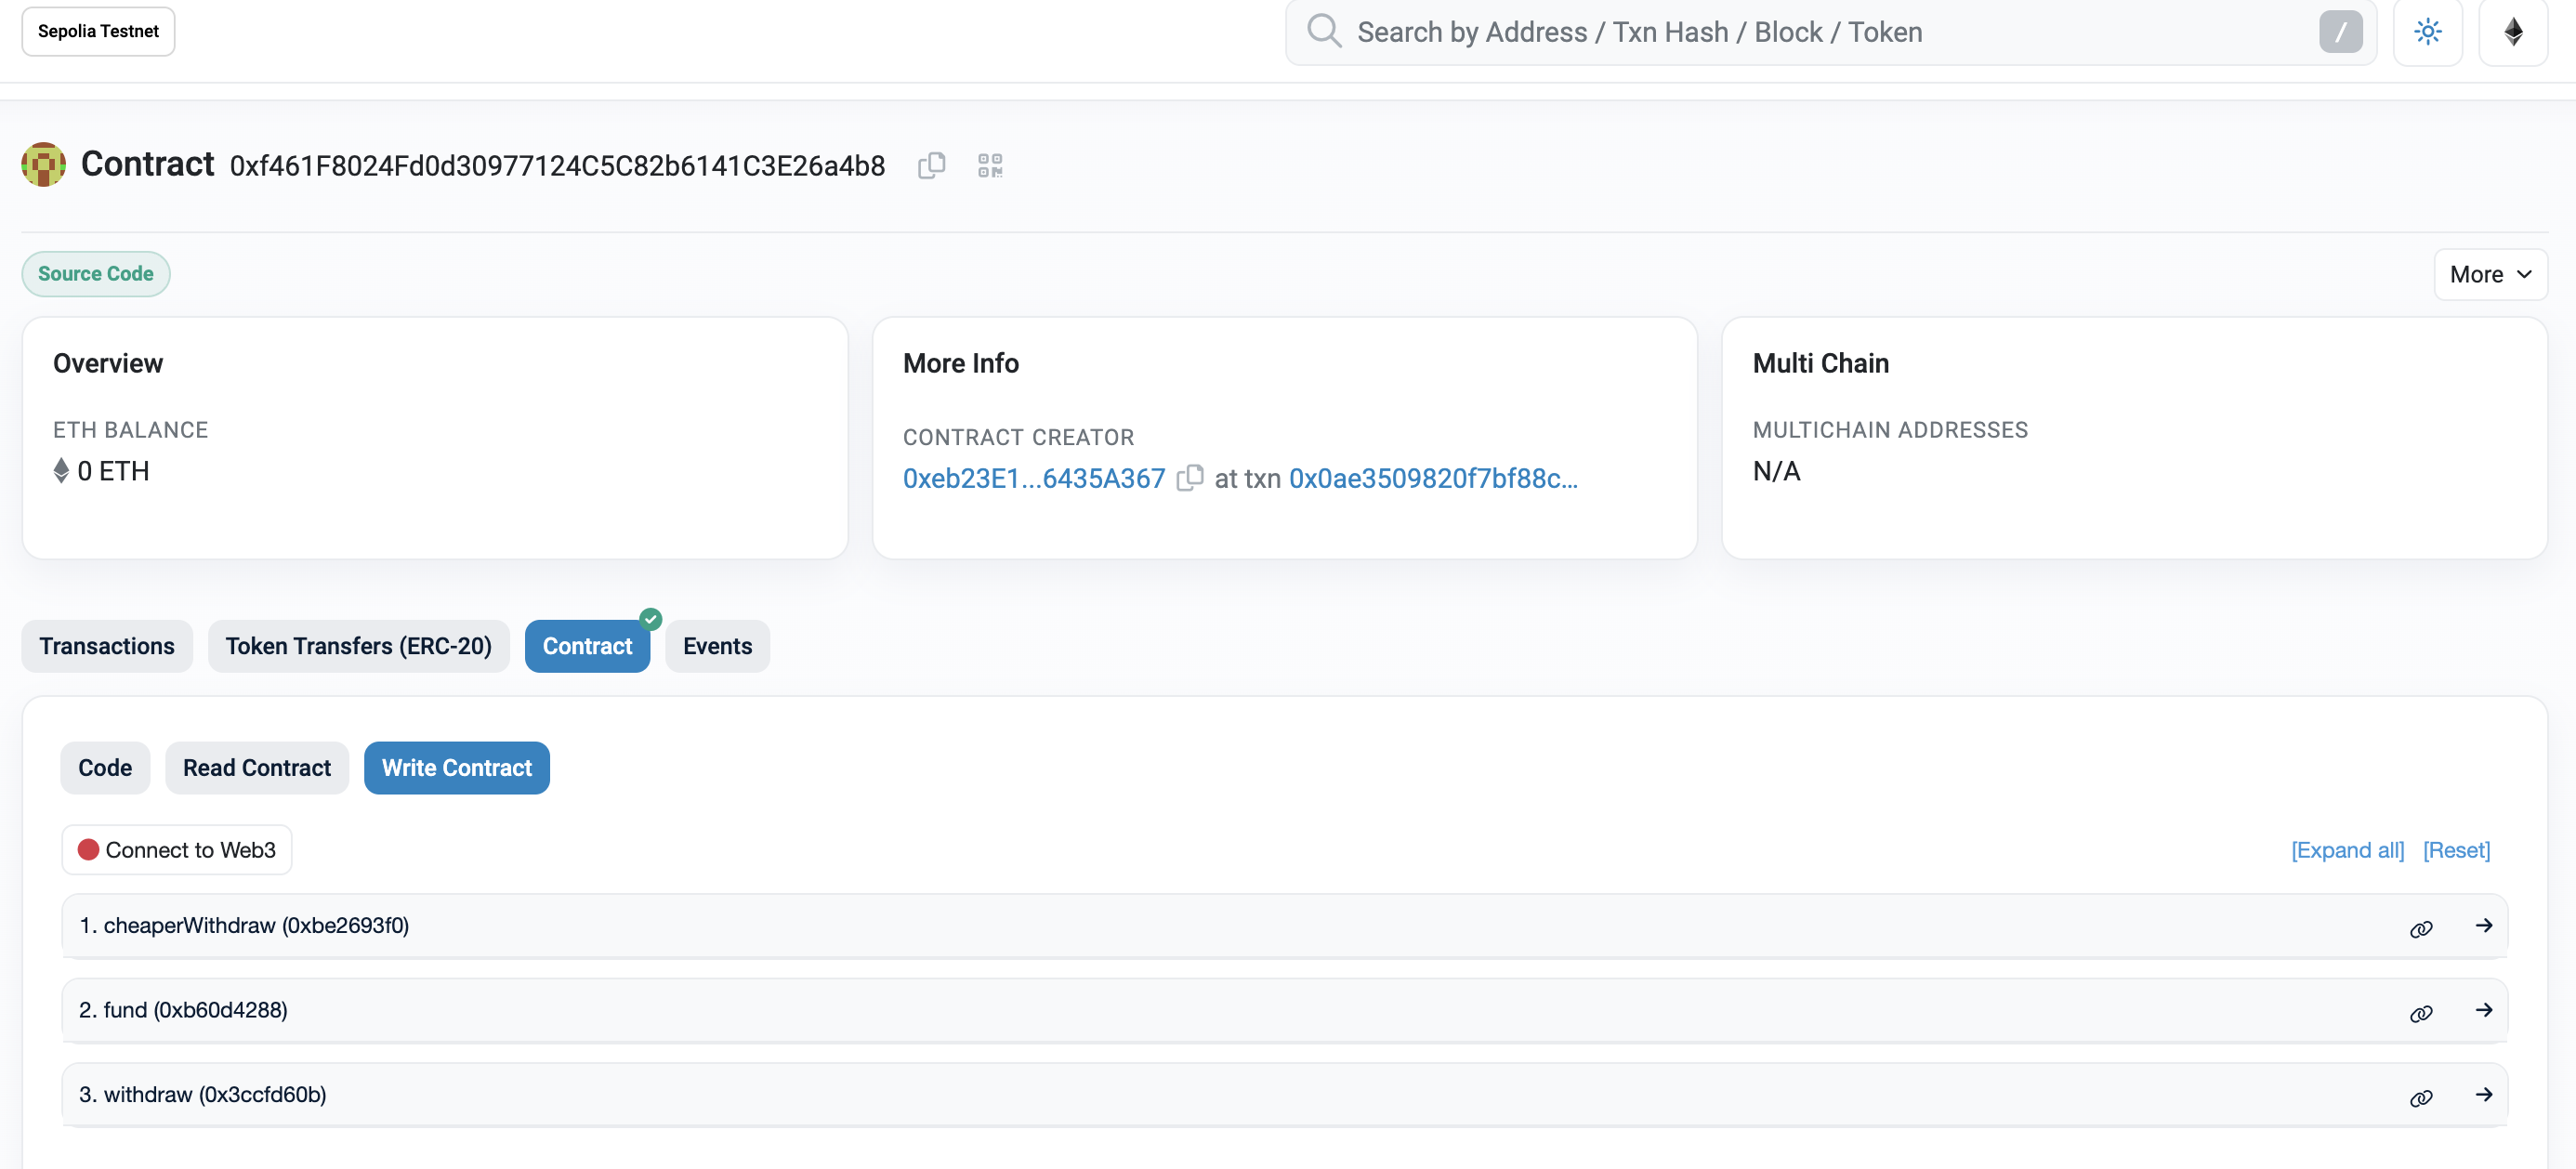 Sepolia Testnet
Search by Address / Txn Hash / Block / Token
/
Contract 0xf461F8024Fd0d30977124C5C82b6141C3E26a4b8
Source Code
More
Overview
ETH BALANCE
0 ETH
More Info
CONTRACT CREATOR
0xeb23E1...6435A367 at txn 0x0ae3509820f7bf88c...
Multi Chain
MULTICHAIN ADDRESSES
N/A
Transactions
Token Transfers (ERC-20)
Contract
Events
Code
Read Contract
Write Contract
Connect to Web3
[Expand all] [Reset]
1. cheaperWithdraw (0xbe2693f0)
2. fund (0xb60d4288)
3. withdraw (0x3ccfd60b)